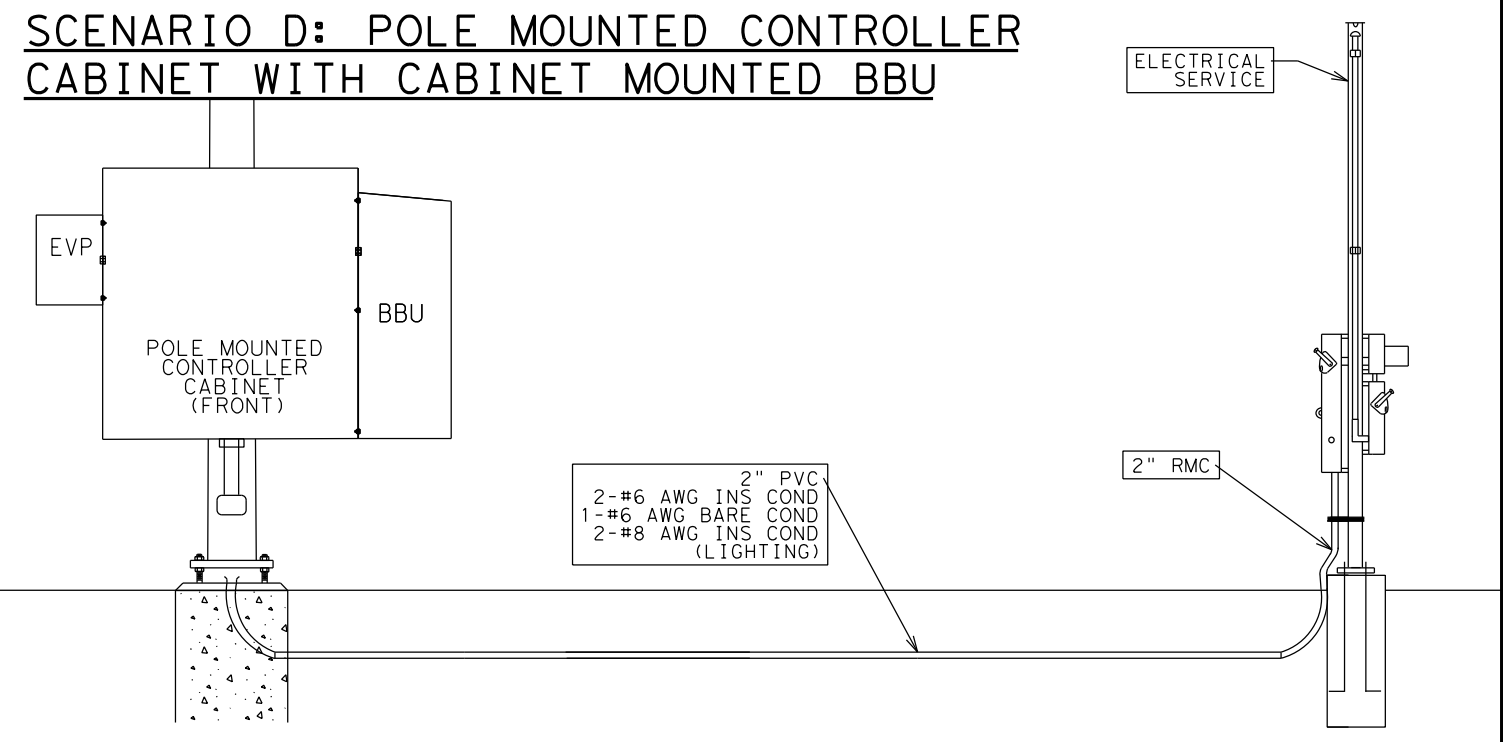 SCENARIO D: POLE MOUNTED CONTROLLER
CABINET WITH CABINET MOUNTED BBU
ELECTRICAL
SERVICE
EVP
BBU
POLE MOUNTED
CONTROLLER
CABINET
(FRONT)
2" PVC
2-#6 AWG INS COND
1-#6 AWG BARE COND
2-#8 AWG INS COND
(LIGHTING)
2" RMC